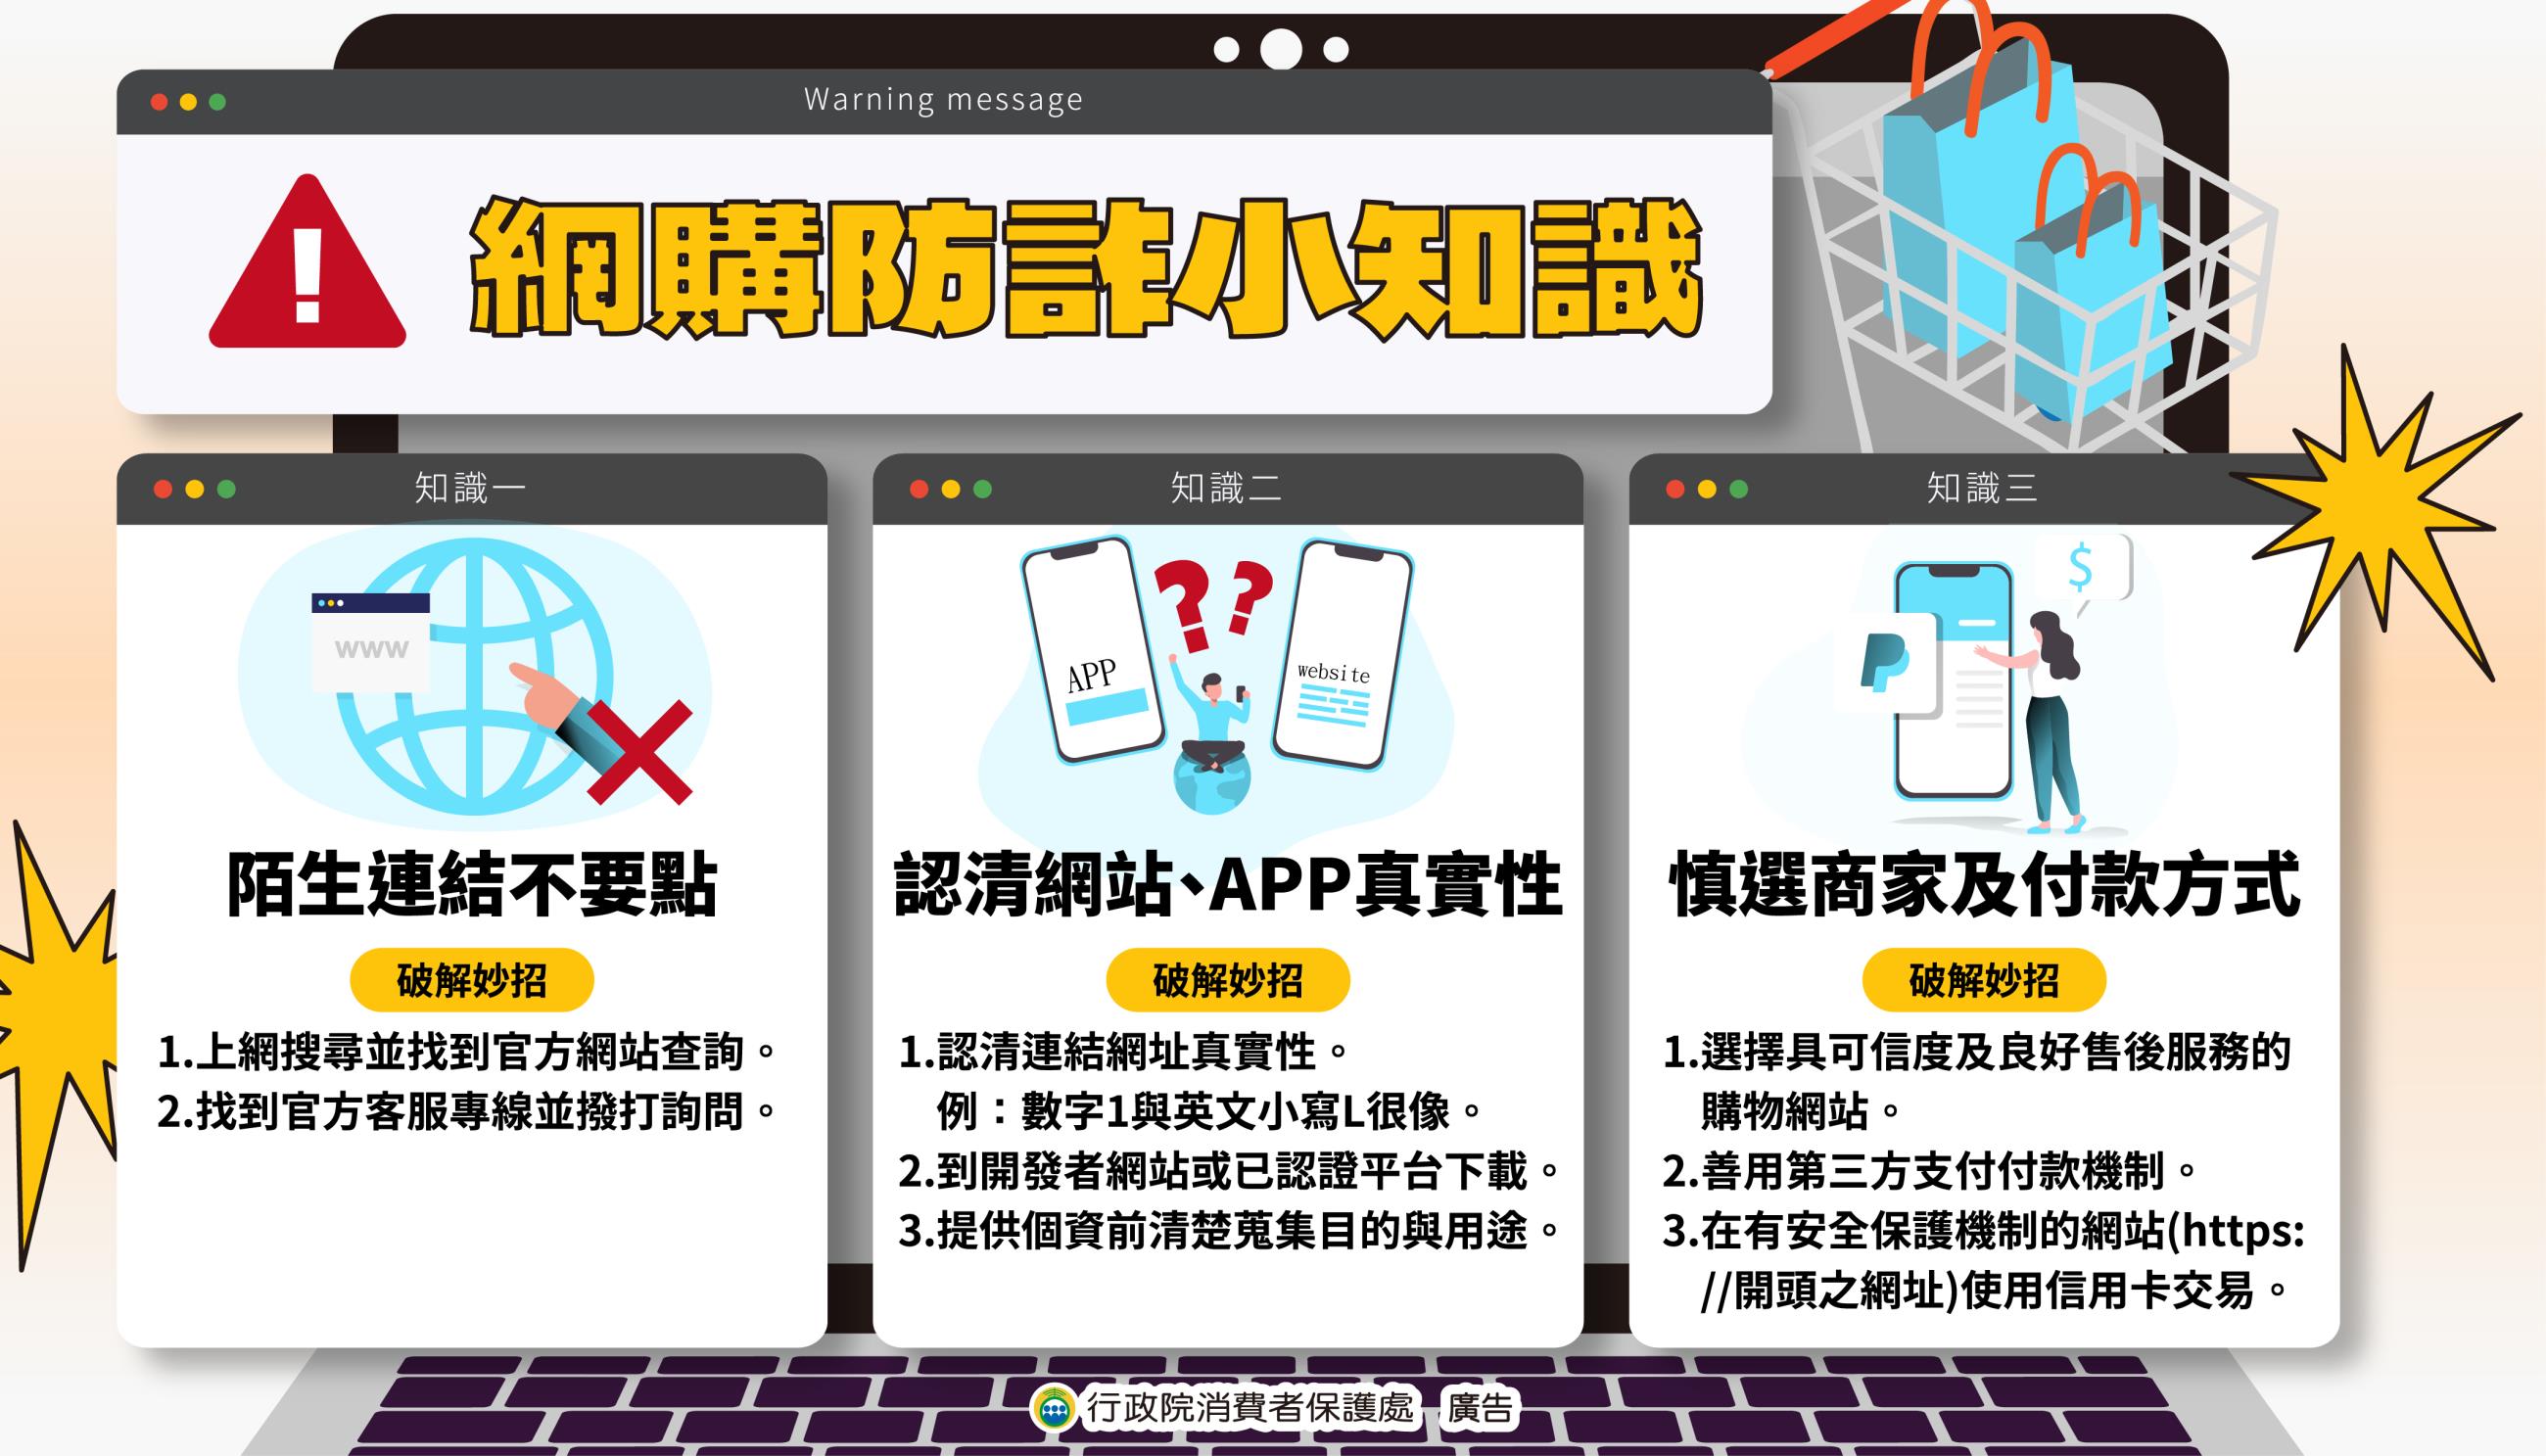 Warning message
網購防詐小知識
知識一
www
陌生連結不要點
破解妙招
1.上網搜尋並找到官方網站查詢。
2.找到官方客服專線並撥打詢問。
知識二
??
APP
website
認清網站、APP真實性
破解妙招
1.認清連結網址真實性。
例：數字1與英文小寫L很像。
2.到開發者網站或已認證平台下載。
3.提供個資前清楚蒐集目的與用途。
知識三
$
慎選商家及付款方式
破解妙招
1.選擇具可信度及良好售後服務的
購物網站。
2.善用第三方支付付款機制。
3.在有安全保護機制的網站(https:
//開頭之網址)使用信用卡交易。
行政院消費者保護處 廣告